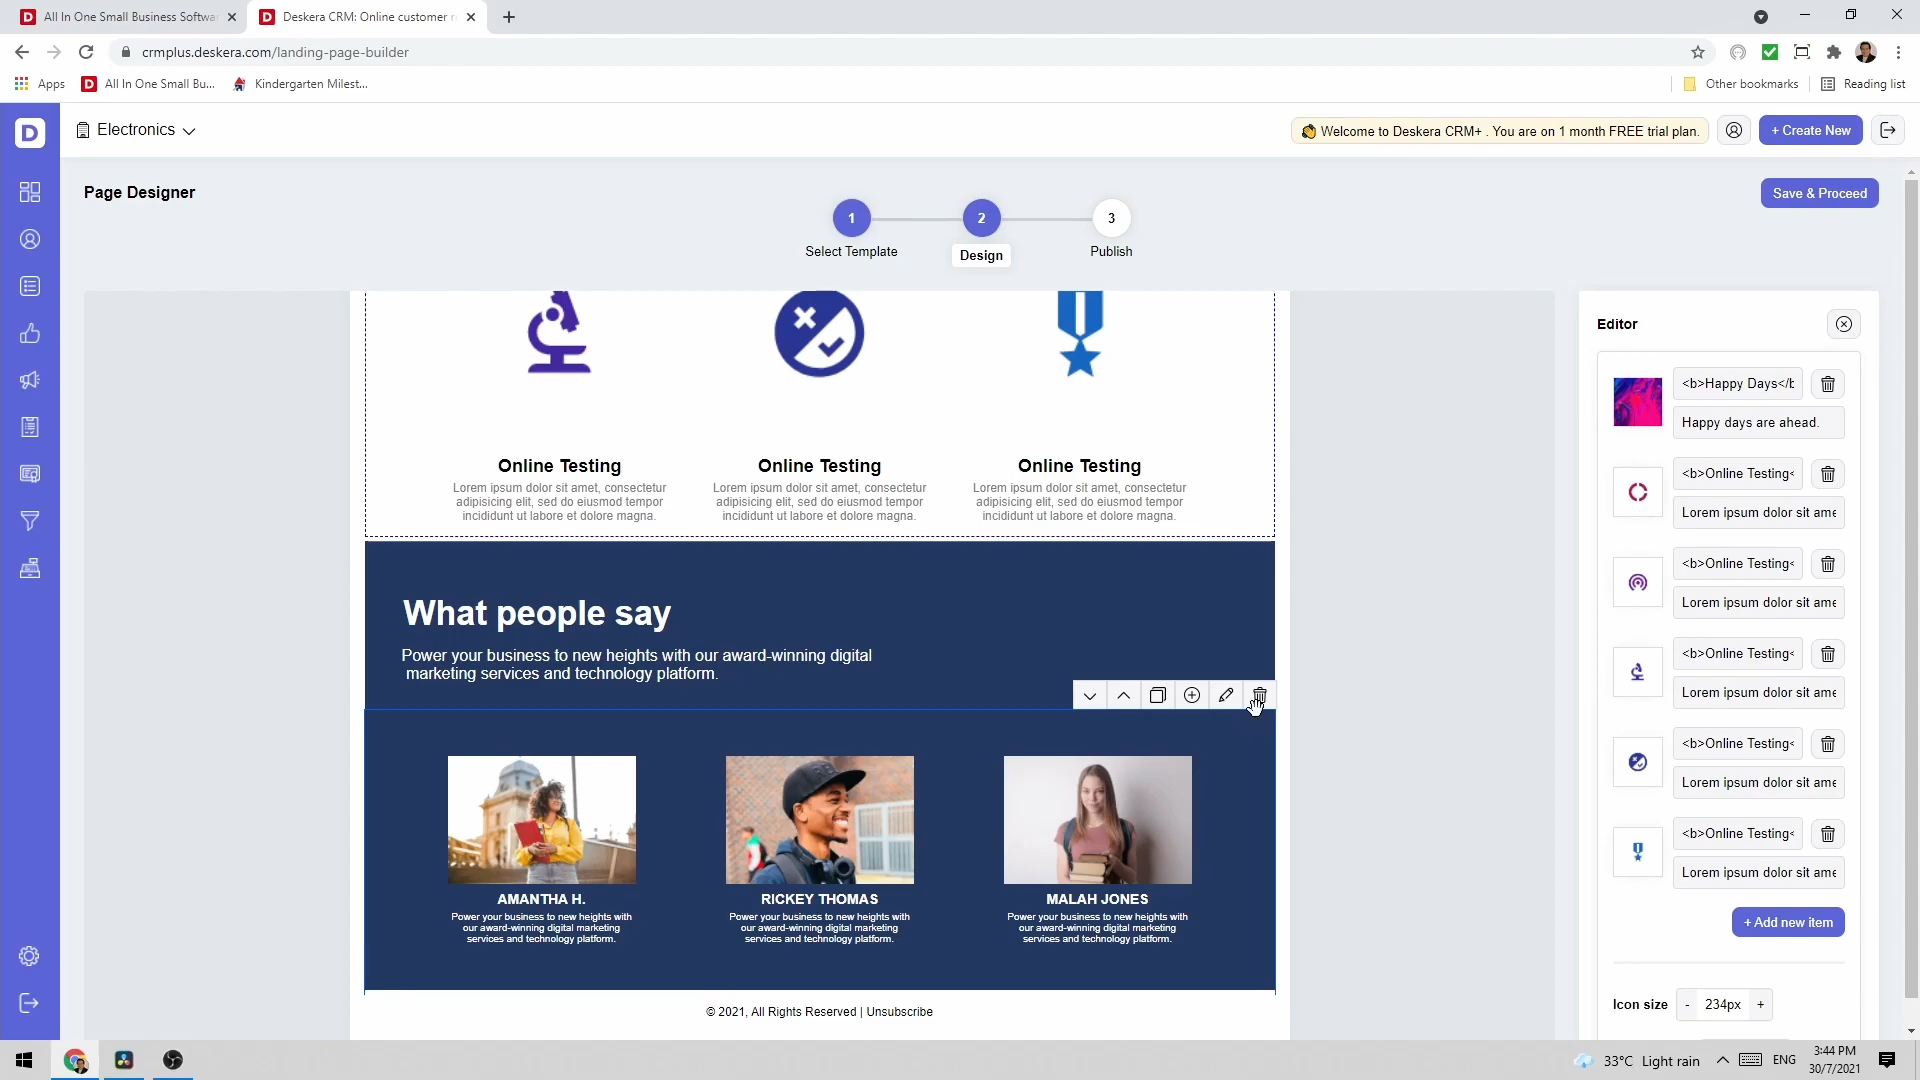 All In One Small Business Softwa
Deskera CRM: Online customer r
crmplus.deskera.com/landing-page-builder
Apps
All In One Small Bu...
Kindergarten Milest...
Other bookmarks
Reading list
D
Electronics
Welcome to Deskera CRM+ . You are on 1 month FREE trial plan.
+ Create New
Page Designer
Save & Proceed
1
2
3
Select Template
Design
Publish
Editor
<b>Happy Days</b
Happy days are ahead.
<b>Online Testing<
Lorem ipsum dolor sit ame
<b>Online Testing<
Lorem ipsum dolor sit ame
<b>Online Testing<
Lorem ipsum dolor sit ame
<b>Online Testing<
Lorem ipsum dolor sit ame
<b>Online Testing<
Lorem ipsum dolor sit ame
+ Add new item
Icon size
- 234px +
Online Testing
Lorem ipsum dolor sit amet, consectetur
adipisicing elit, sed do eiusmod tempor
incididunt ut labore et dolore magna.
Online Testing
Lorem ipsum dolor sit amet, consectetur
adipisicing elit, sed do eiusmod tempor
incididunt ut labore et dolore magna.
Online Testing
Lorem ipsum dolor sit amet, consectetur
adipisicing elit, sed do eiusmod tempor
incididunt ut labore et dolore magna.
What people say
Power your business to new heights with our award-winning digital
marketing services and technology platform.
AMANTHA H.
Power your business to new heights with
our award-winning digital marketing
services and technology platform.
RICKEY THOMAS
Power your business to new heights with
our award-winning digital marketing
services and technology platform.
MALAH JONES
Power your business to new heights with
our award-winning digital marketing
services and technology platform.
© 2021, All Rights Reserved | Unsubscribe
33°C Light rain
ENG
3:44 PM
30/7/2021